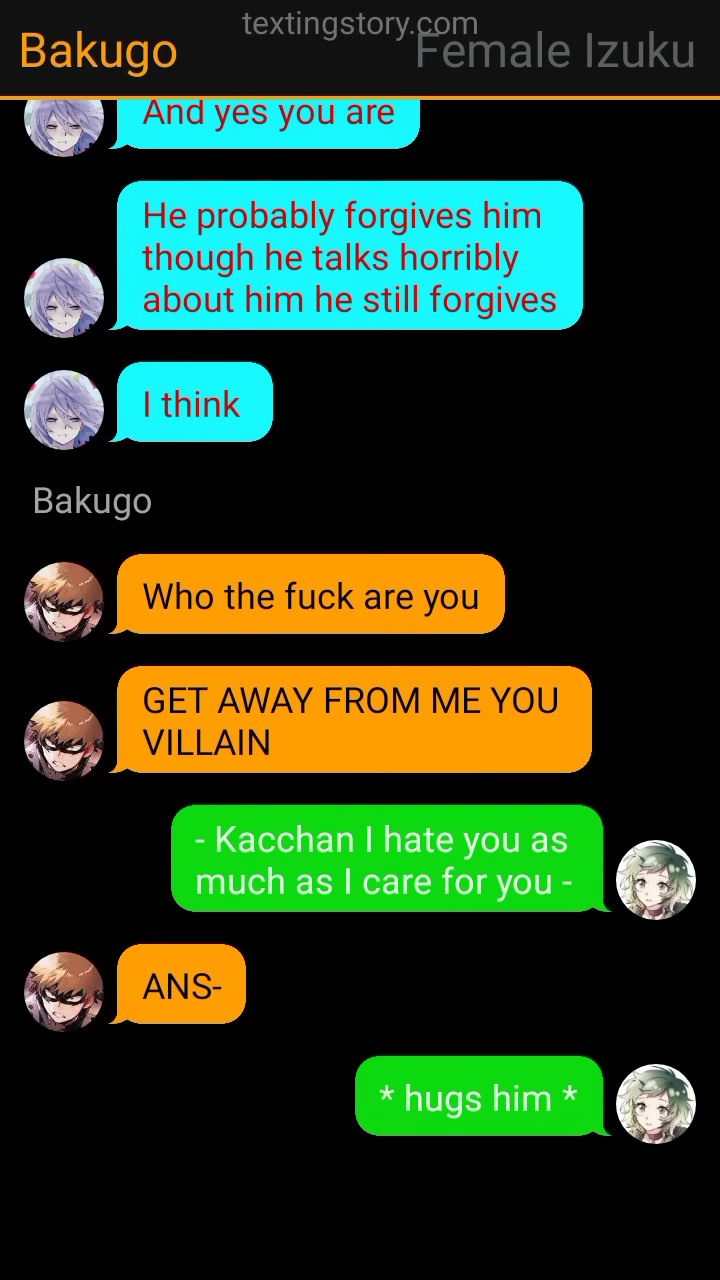 textingstory.com
Bakugo
Female Izuku
And yes you are
He probably forgives him
though he talks horribly
about him he still forgives
I think
Bakugo
Who the fuck are you
GET AWAY FROM ME YOU
VILLAIN
- Kacchan I hate you as
much as I care for you -
ANS-
* hugs him *